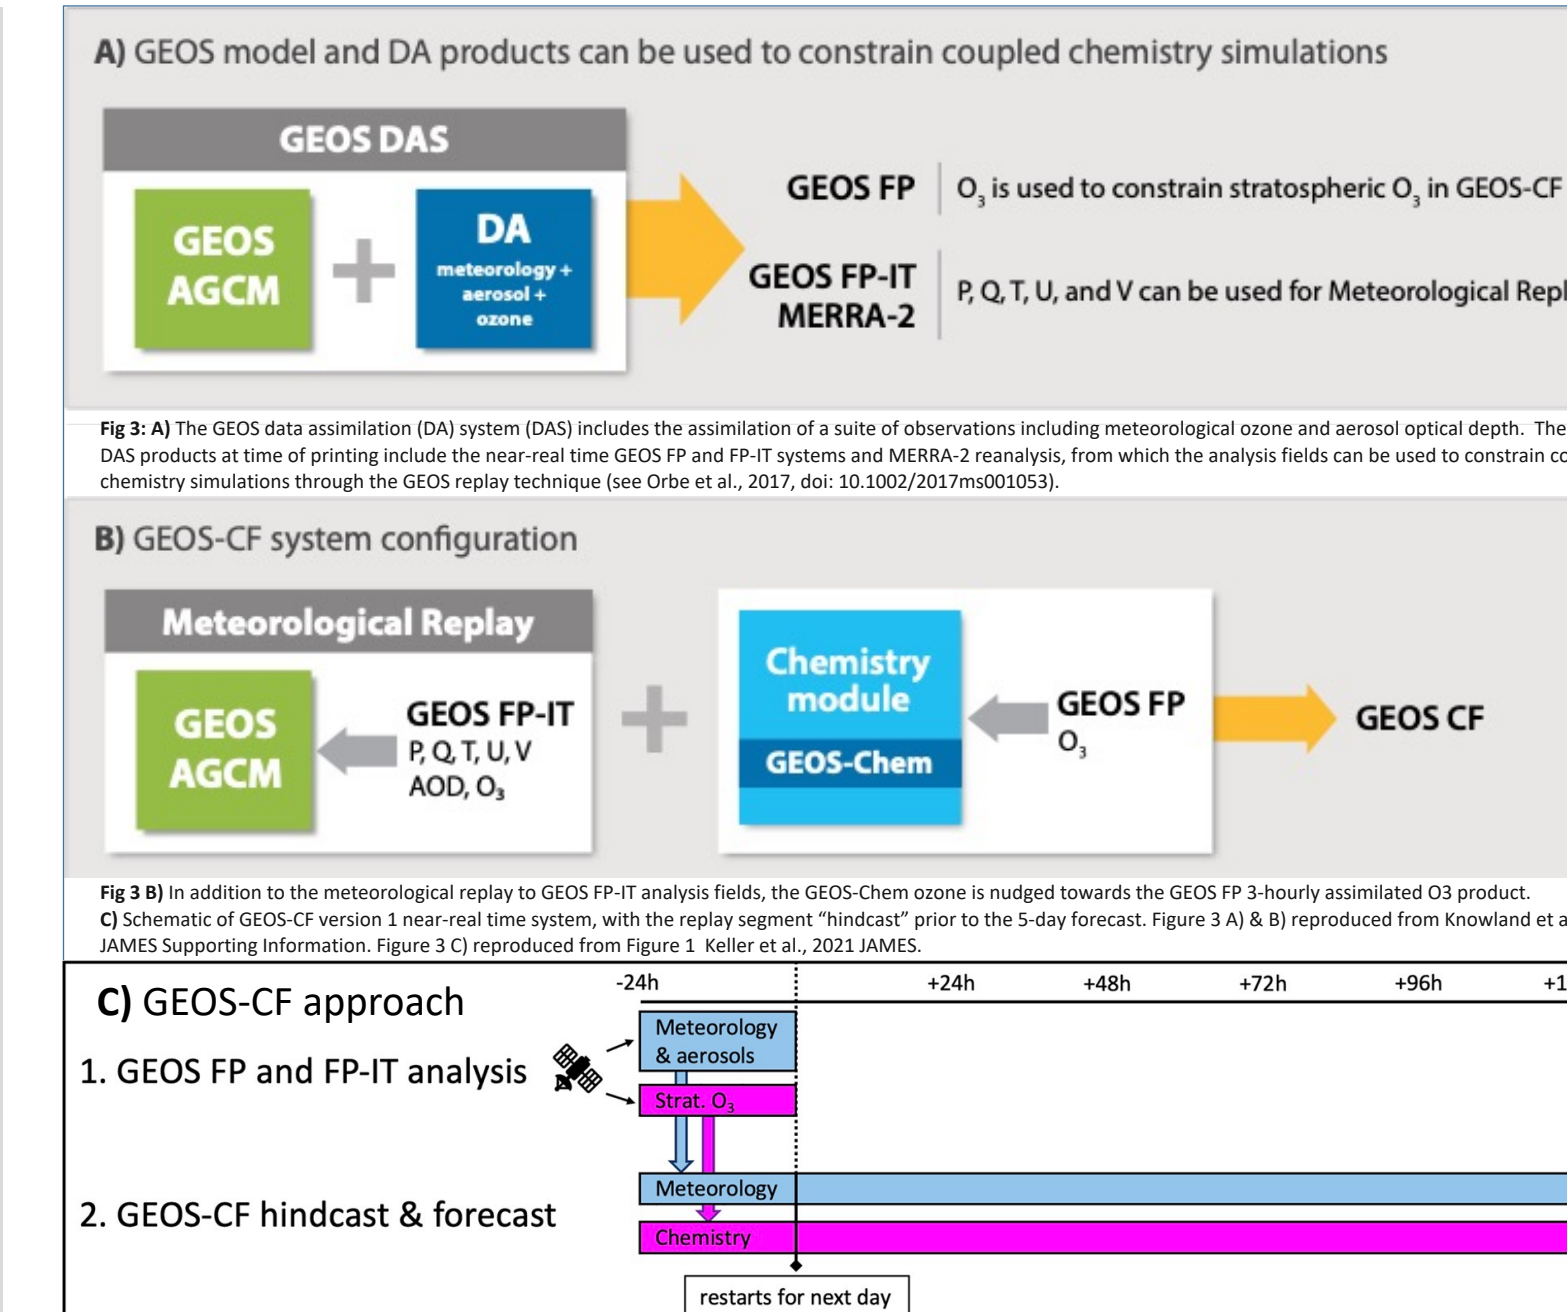 A) GEOS model and DA products can be used to constrain coupled chemistry simulations
GEOS DAS
GEOS
AGCM
+
DA
meteorology +
aerosol +
ozone
GEOS FP
O₃ is used to constrain stratospheric O₃ in GEOS-CF
GEOS FP-IT
MERRA-2
P, Q, T, U, and V can be used for Meteorological
Fig 3: A) The GEOS data assimilation (DA) system (DAS) includes the assimilation of a suite of observations including meteorological ozone and aerosol optical depth. The
DAS products at time of printing include the near-real time GEOS FP and FP-IT systems and MERRA-2 reanalysis, from which the analysis fields can be used to constrain
chemistry simulations through the GEOS replay technique (see Orbe et al., 2017, doi: 10.1002/2017ms001053).
B) GEOS-CF system configuration
Meteorological Replay
GEOS
AGCM
GEOS FP-IT
P, Q, T, U, V
AOD, O₃
+
Chemistry
module
GEOS-Chem
GEOS FP
O₃
GEOS CF
Fig 3 B) In addition to the meteorological replay to GEOS FP-IT analysis fields, the GEOS-Chem ozone is nudged towards the GEOS FP 3-hourly assimilated O3 product.
C) Schematic of GEOS-CF version 1 near-real time system, with the replay segment “hindcast” prior to the 5-day forecast. Figure 3 A) & B) reproduced from Knowland et
JAMES Supporting Information. Figure 3 C) reproduced from Figure 1 Keller et al., 2021 JAMES.
C) GEOS-CF approach
-24h +24h +48h +72h +96h
1. GEOS FP and FP-IT analysis
Meteorology
& aerosols
Strat. O₃
2. GEOS-CF hindcast & forecast
Meteorology
Chemistry
restarts for next day